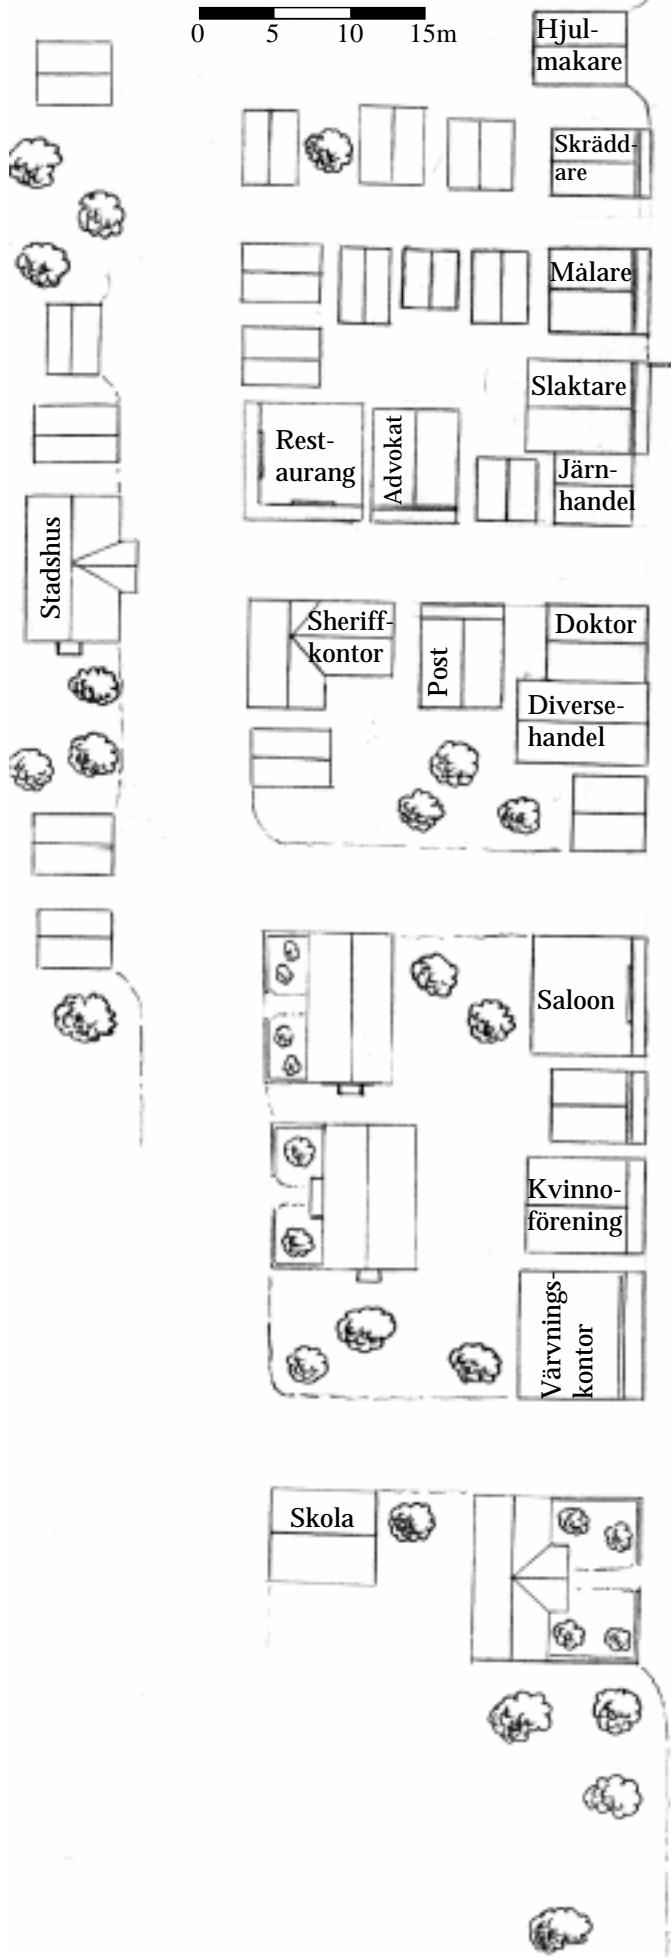 0 5 10 15m
Hjul-
makare
Skrädd-
are
Målare
Slaktare
Rest-
aurang
Advokat
Järn-
handel
Stadshus
Sheriff-
kontor
Post
Doktor
Diverse-
handel
Saloon
Kvinno-
förening
Värvnings-
kontor
Skola